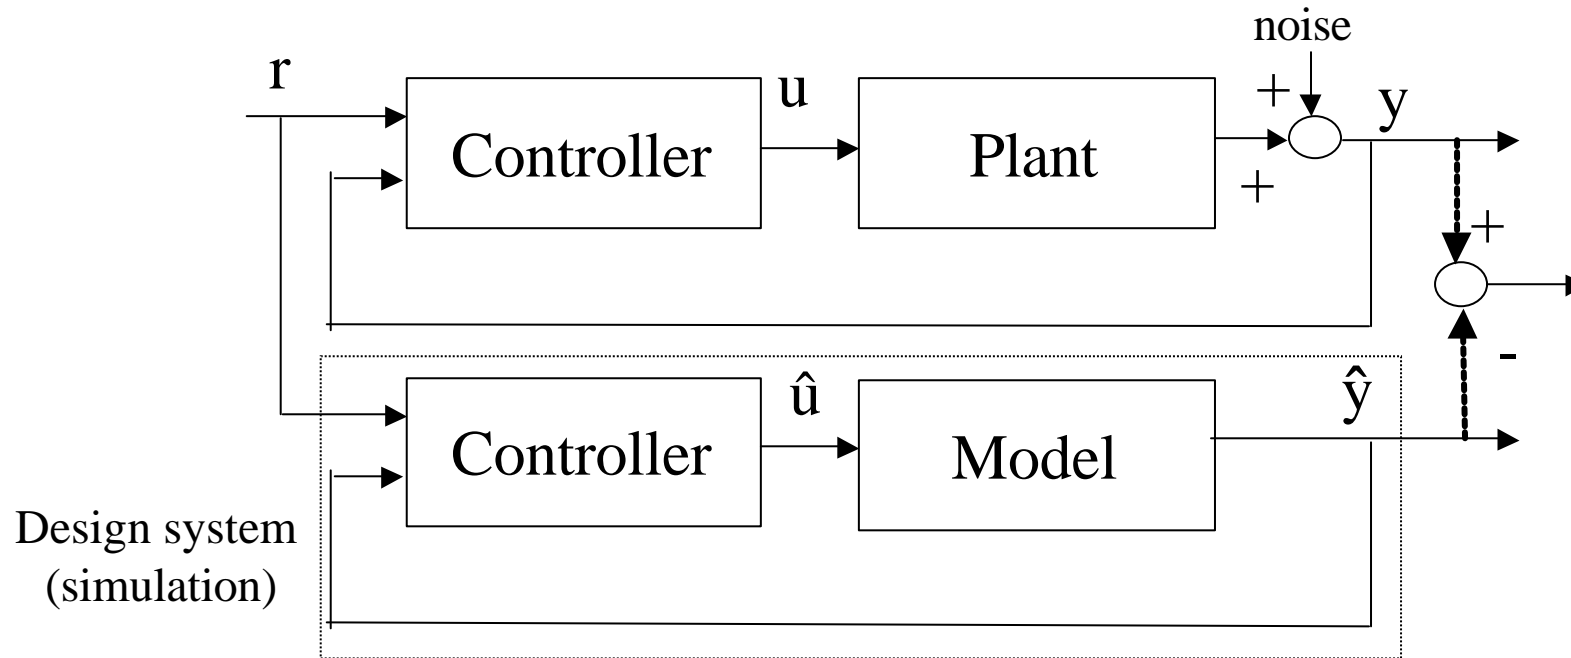 noise
r
u
+
y
Controller
Plant
+
+
-
û
ŷ
Controller
Model
Design system
(simulation)